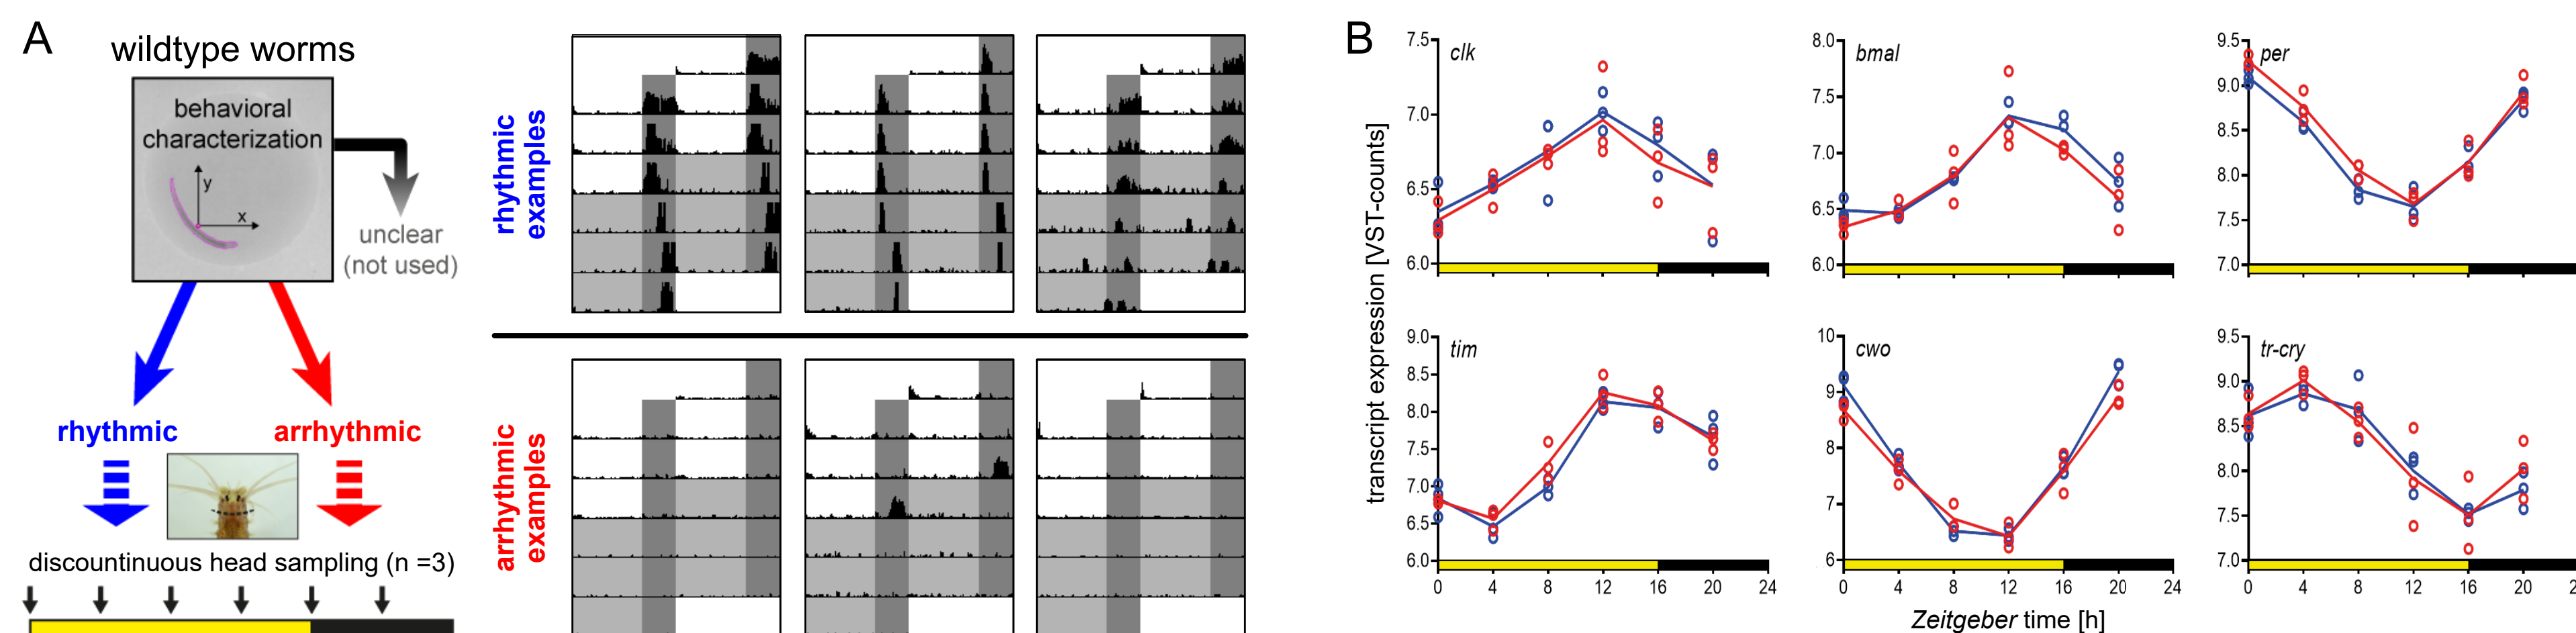 A
wildtype worms
behavioral
characterization
y
x
unclear
(not used)
rhythmic
arrhythmic
discountinuous head sampling (n =3)
rhythmic
examples
arrhythmic
examples
B
transcript expression [VST-counts]
clk
7.5
7.0
6.5
6.0
bmal
8.0
7.5
7.0
6.5
6.0
per
9.5
9.0
8.5
8.0
7.5
7.0
tim
9.0
8.5
8.0
7.5
7.0
6.5
6.0
0 4 8 12 16 20 24
cwo
10
9
8
7
6
0 4 8 12 16 20 24
tr-cry
9.5
9.0
8.5
8.0
7.5
7.0
0 4 8 12 16 20 2
Zeitgeber time [h]